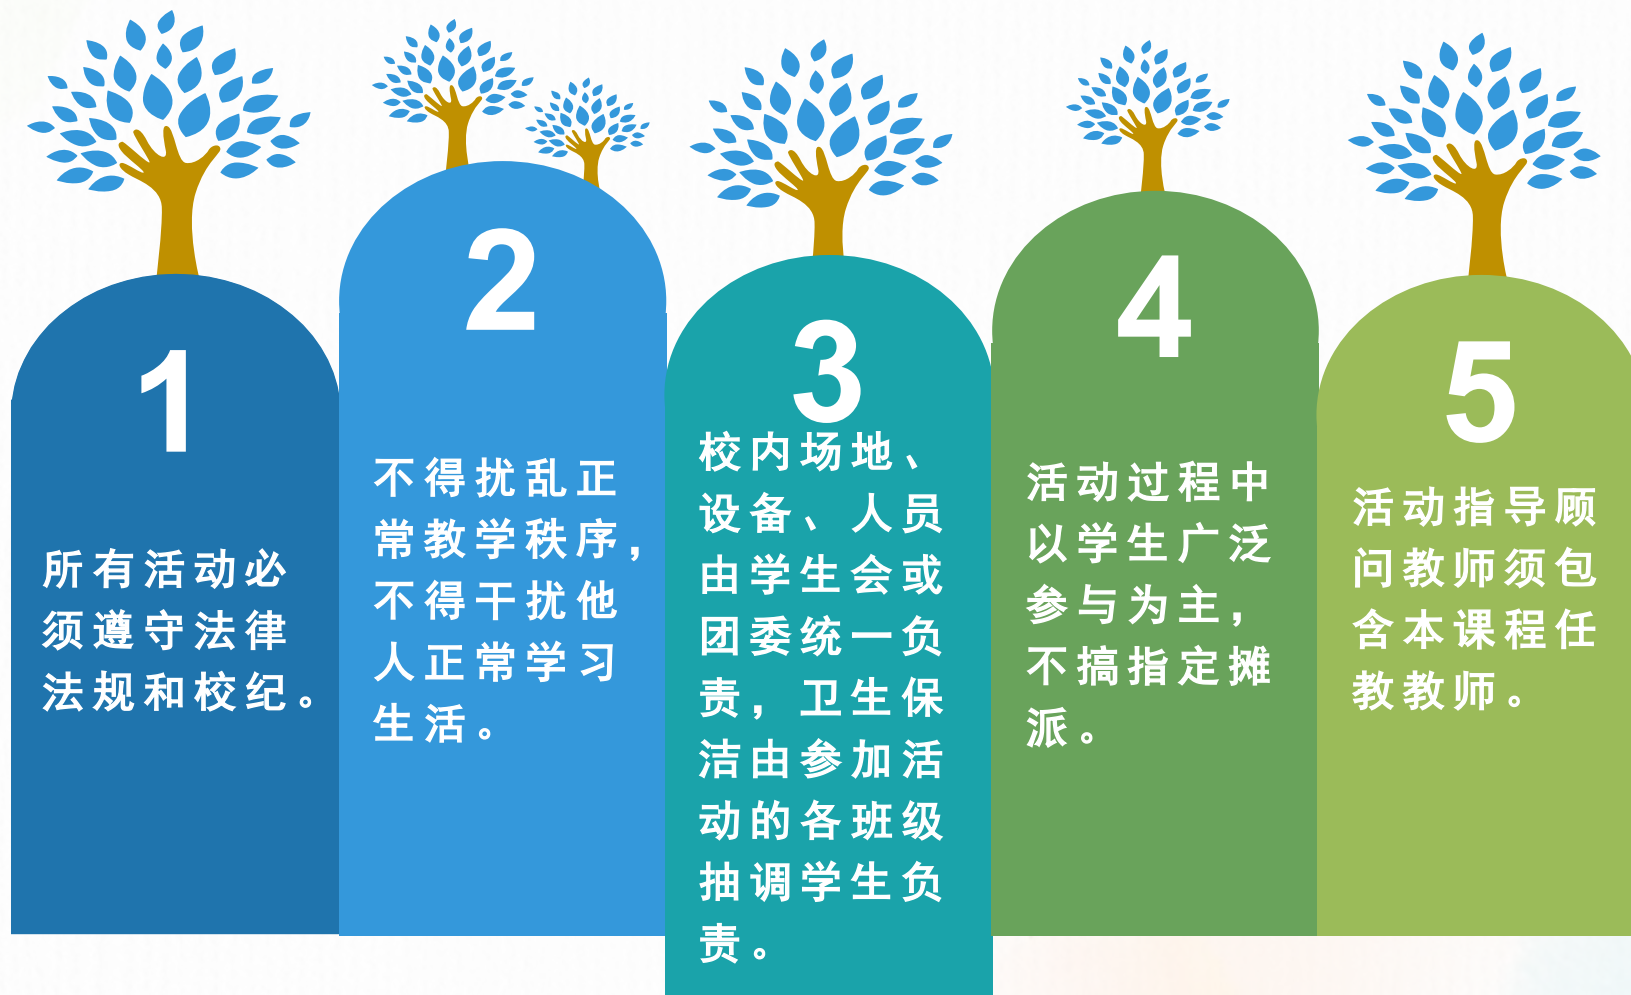 1
所有活动必
须遵守法律
法规和校纪。
2
不得扰乱正
常教学秩序，
不得干扰他
人正常学习
生活。
3
校内场地、
设备、人员
由学生会或
团委统一负
责，卫生保
洁由参加活
动的各班级
抽调学生负
责。
4
活动过程中
以学生广泛
参与为主，
不搞指定摊
派。
5
活动指导顾
问教师须包
含本课程任
教教师。